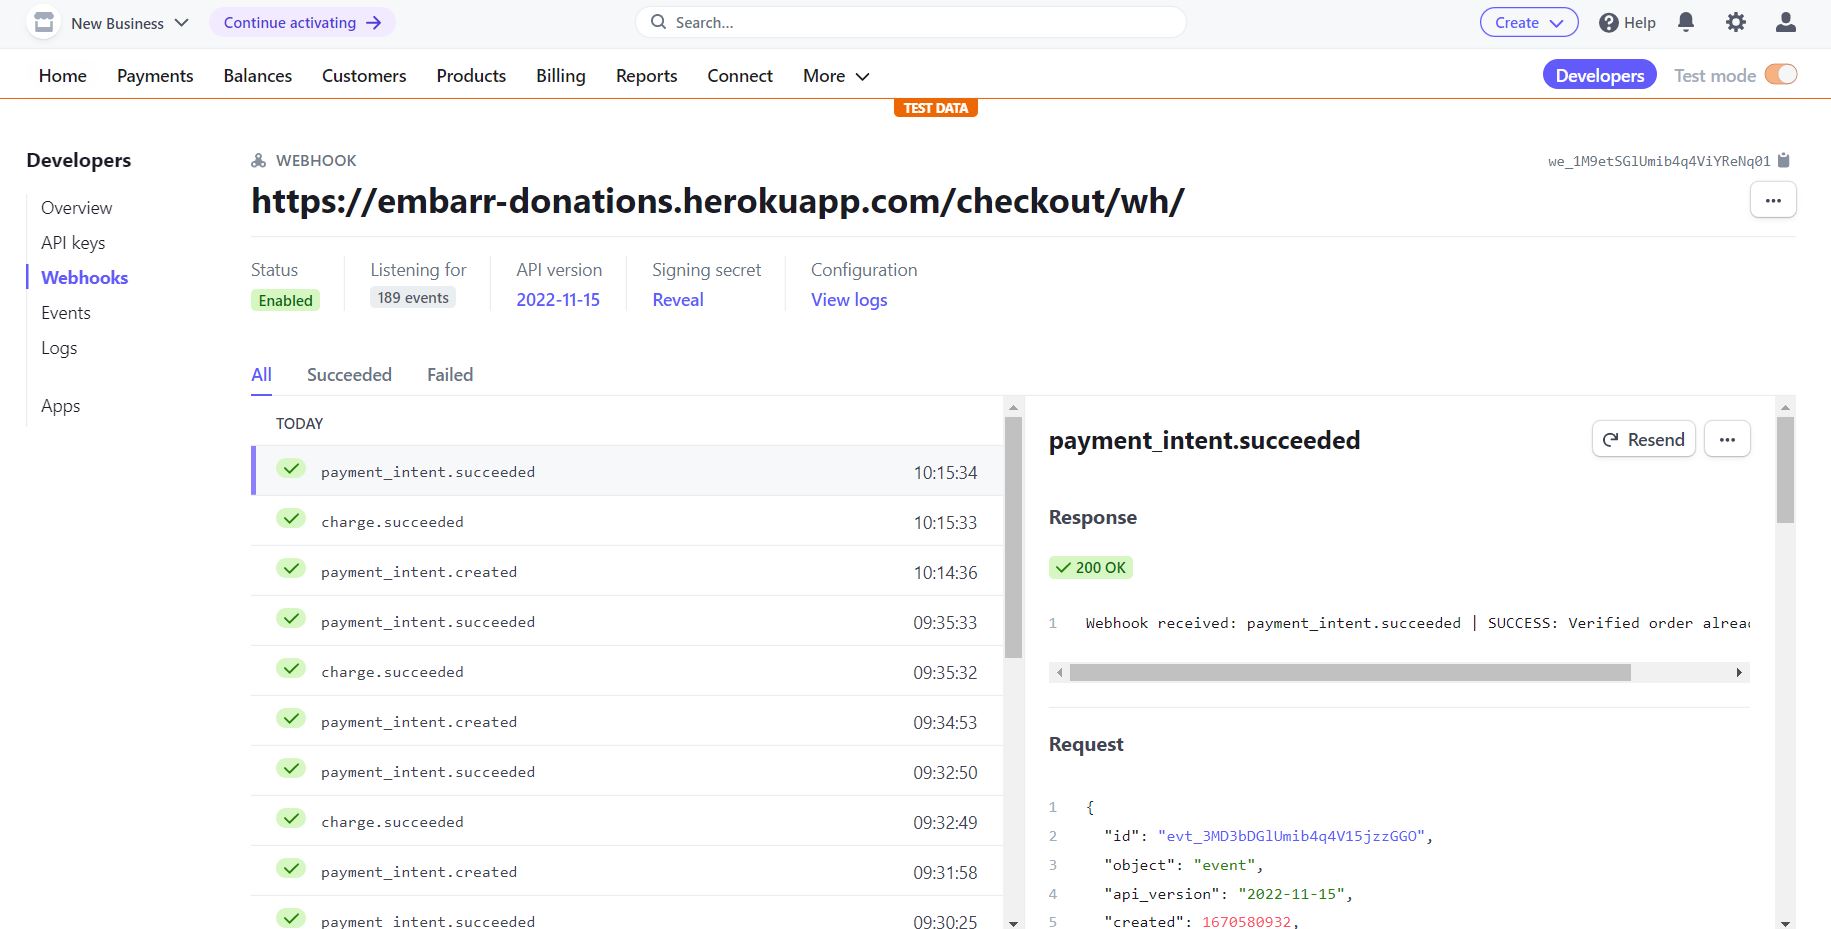 New Business
Continue activating
Search...
Create
Help
Home
Payments
Balances
Customers
Products
Billing
Reports
Connect
More
Developers
Test mode
TEST DATA
Developers
Overview
API keys
Webhooks
Events
Logs
Apps
WEBHOOK
we_1M9etSGlUmib4q4ViYReNq01
https://embarr-donations.herokuapp.com/checkout/wh/
Status
Enabled
Listening for
189 events
API version
2022-11-15
Signing secret
Reveal
Configuration
View logs
All
Succeeded
Failed
TODAY
payment_intent.succeeded 10:15:34
charge.succeeded 10:15:33
payment_intent.created 10:14:36
payment_intent.succeeded 09:35:33
charge.succeeded 09:35:32
payment_intent.created 09:34:53
payment_intent.succeeded 09:32:50
charge.succeeded 09:32:49
payment_intent.created 09:31:58
payment_intent.succeeded 09:30:25
payment_intent.succeeded
Resend
Response
200 OK
1 Webhook received: payment_intent.succeeded | SUCCESS: Verified order alrea
Request
1 {
2 "id": "evt_3MD3bDGlUmib4q4V15jzzGGO",
3 "object": "event",
4 "api_version": "2022-11-15",
5 "created": 1670580932,